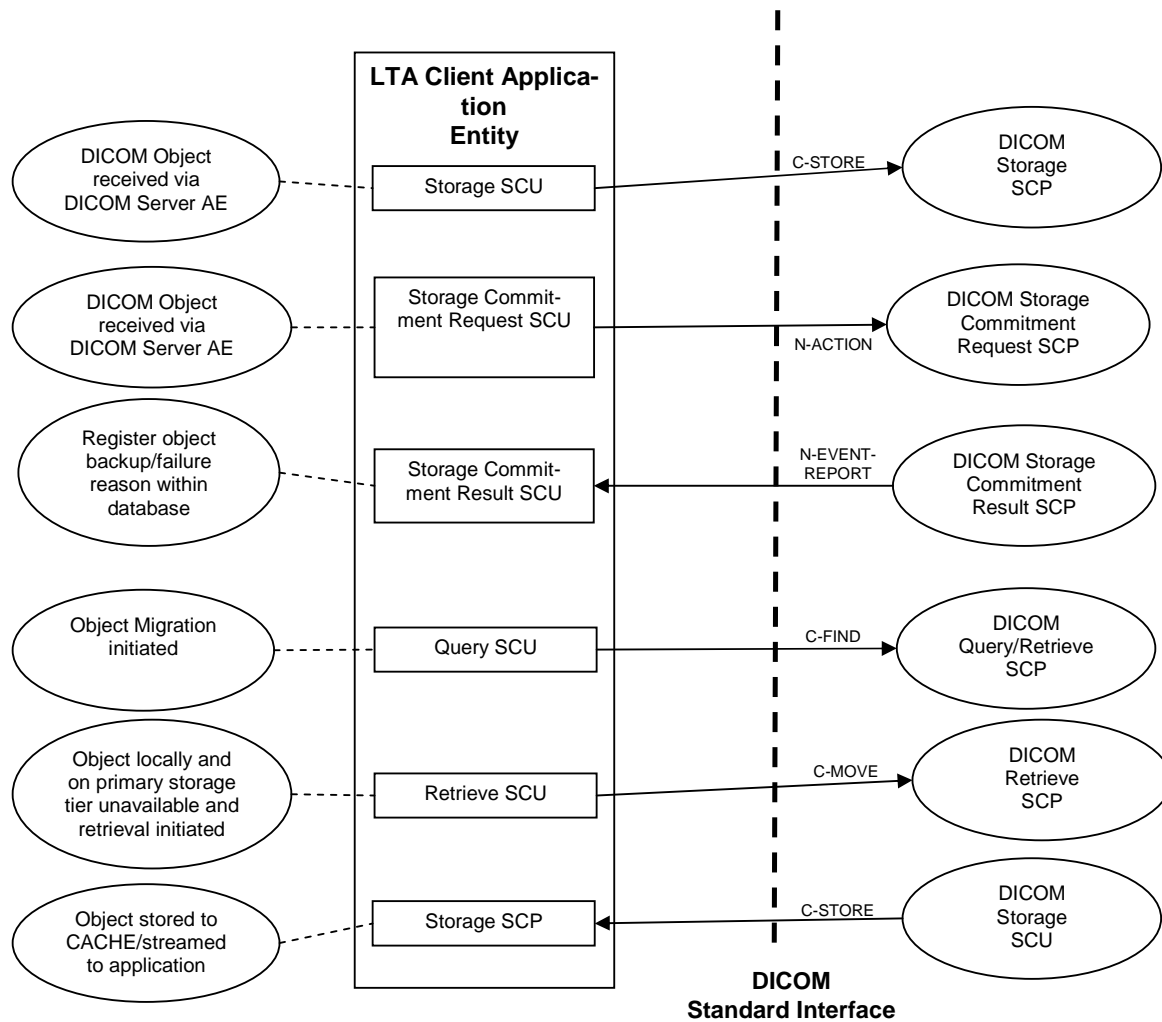 LTA Client Applica-
tion
Entity
DICOM Object
received via
DICOM Server AE
Storage SCU
C-STORE
DICOM
Storage
SCP
DICOM Object
received via
DICOM Server AE
Storage Commit-
ment Request SCU
N-ACTION
DICOM Storage
Commitment
Request SCP
Register object
backup/failure
reason within
database
Storage Commit-
ment Result SCU
N-EVENT-
REPORT
DICOM Storage
Commitment
Result SCP
Object Migration
initiated
Query SCU
C-FIND
DICOM
Query/Retrieve
SCP
Object locally and
on primary storage
tier unavailable and
retrieval initiated
Retrieve SCU
C-MOVE
DICOM
Retrieve
SCP
Object stored to
CACHE/streamed
to application
Storage SCP
C-STORE
DICOM
Storage
SCU
DICOM
Standard Interface